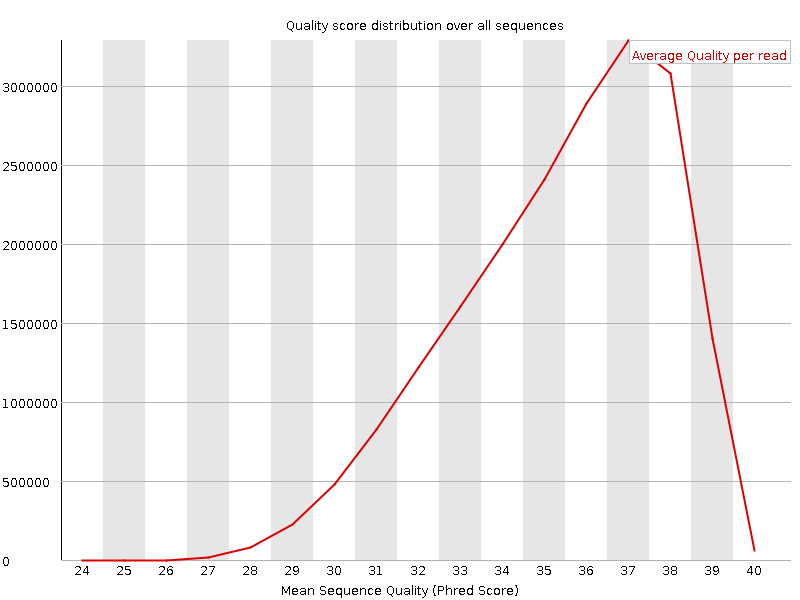 Quality score distribution over all sequences
Average Quality per read
3000000
2500000
2000000
1500000
1000000
500000
0
24 25 26 27 28 29 30 31 32 33 34 35 36 37 38 39 40
Mean Sequence Quality (Phred Score)